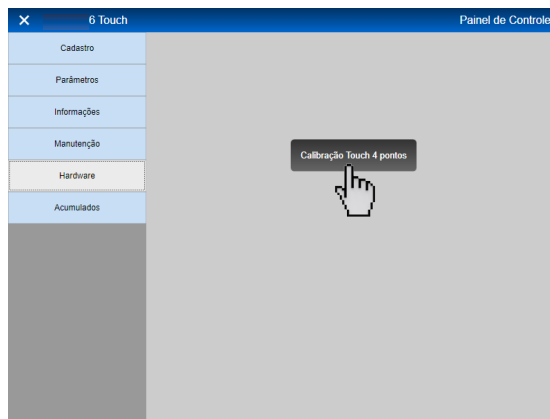 6 Touch
Painel de Controle
Cadastro
Parâmetros
Informações
Manutenção
Hardware
Acumulados
Calibração Touch 4 pontos